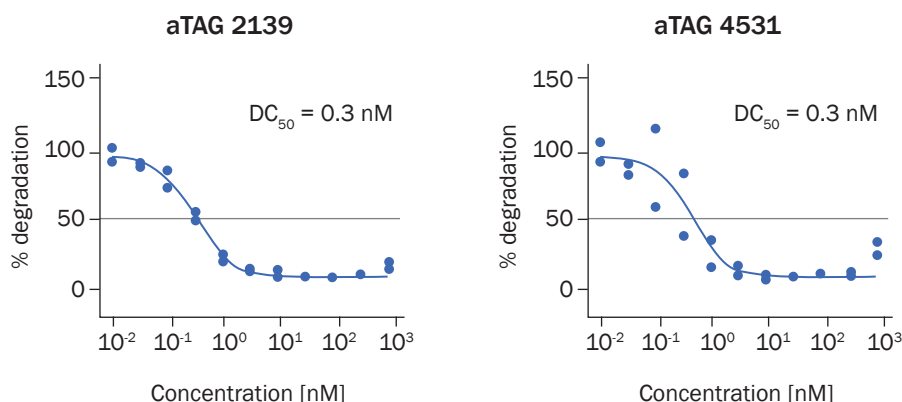 aTAG 2139
150
100
50
0
% degradation
DC₅₀ = 0.3 nM
10⁻² 10⁻¹ 10⁰ 10¹ 10² 10³
Concentration [nM]
aTAG 4531
150
100
50
0
% degradation
DC₅₀ = 0.3 nM
10⁻² 10⁻¹ 10⁰ 10¹ 10² 10³
Concentration [nM]